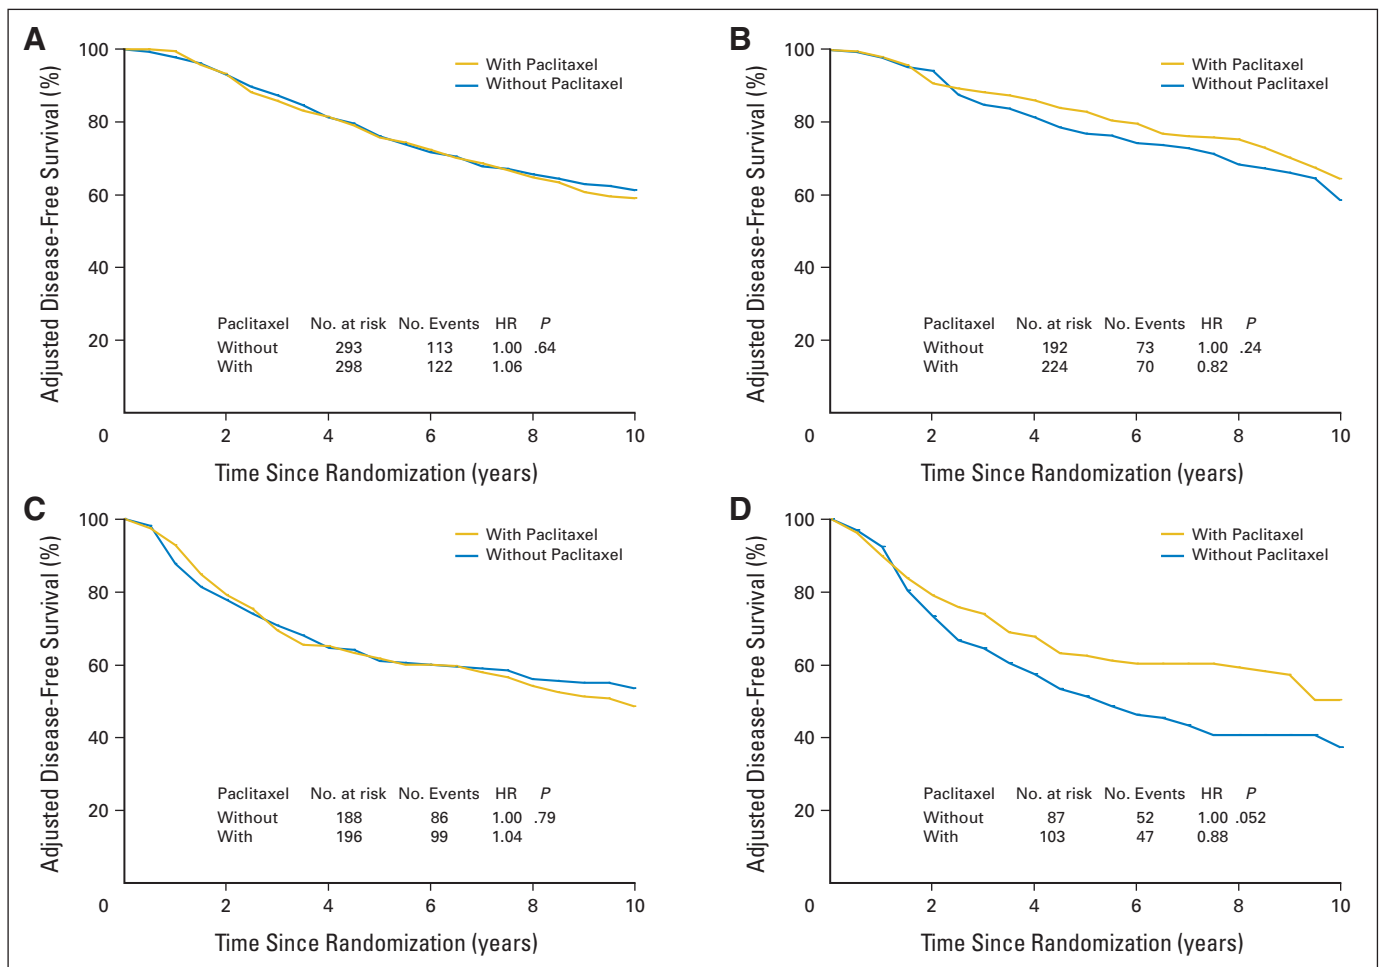 A
Adjusted Disease-Free Survival (%)
100
80
60
40
20
0
With Paclitaxel
Without Paclitaxel
Paclitaxel No. at risk No. Events HR P
Without 293 113 1.00 .64
With 298 122 1.06
2 4 6 8 10
Time Since Randomization (years)
B
Adjusted Disease-Free Survival (%)
100
80
60
40
20
0
With Paclitaxel
Without Paclitaxel
Paclitaxel No. at risk No. Events HR P
Without 192 73 1.00 .24
With 224 70 0.82
2 4 6 8 10
Time Since Randomization (years)
C
Adjusted Disease-Free Survival (%)
100
80
60
40
20
0
With Paclitaxel
Without Paclitaxel
Paclitaxel No. at risk No. Events HR P
Without 188 86 1.00 .79
With 196 99 1.04
2 4 6 8 10
Time Since Randomization (years)
D
Adjusted Disease-Free Survival (%)
100
80
60
40
20
0
With Paclitaxel
Without Paclitaxel
Paclitaxel No. at risk No. Events HR P
Without 87 52 1.00 .052
With 103 47 0.88
2 4 6 8 10
Time Since Randomization (years)